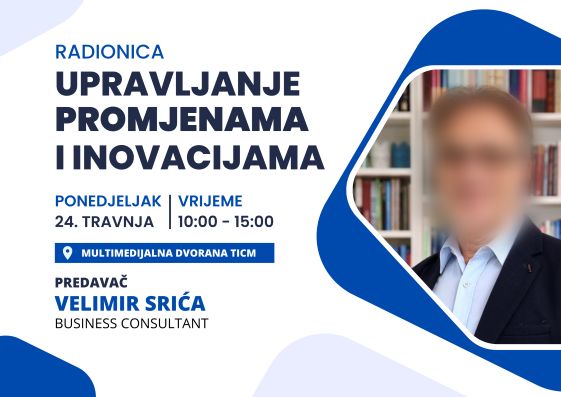 RADIONICA
UPRAVLJANJE
PROMJENAMA
I INOVACIJAMA
PONEDJELJAK
24. TRAVNJA
VRIJEME
10:00 - 15:00
MULTIMEDIJALNA DVORANA TICM
PREDAVAČ
VELIMIR SRIĆA
BUSINESS CONSULTANT